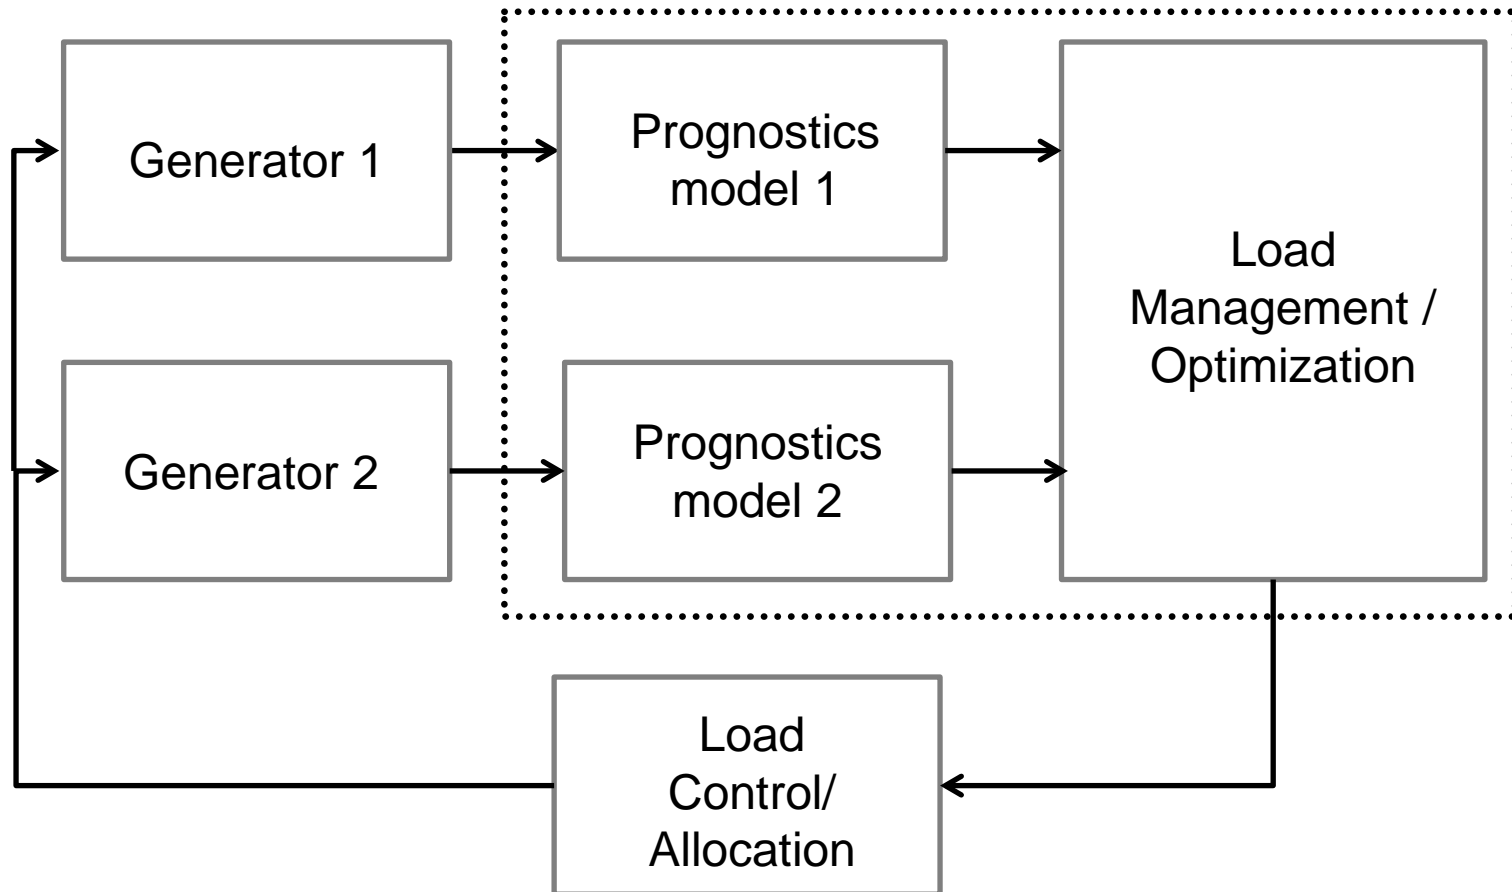 Generator 1
Prognostics
model 1
Load
Management /
Optimization
Generator 2
Prognostics
model 2
Load
Control/
Allocation